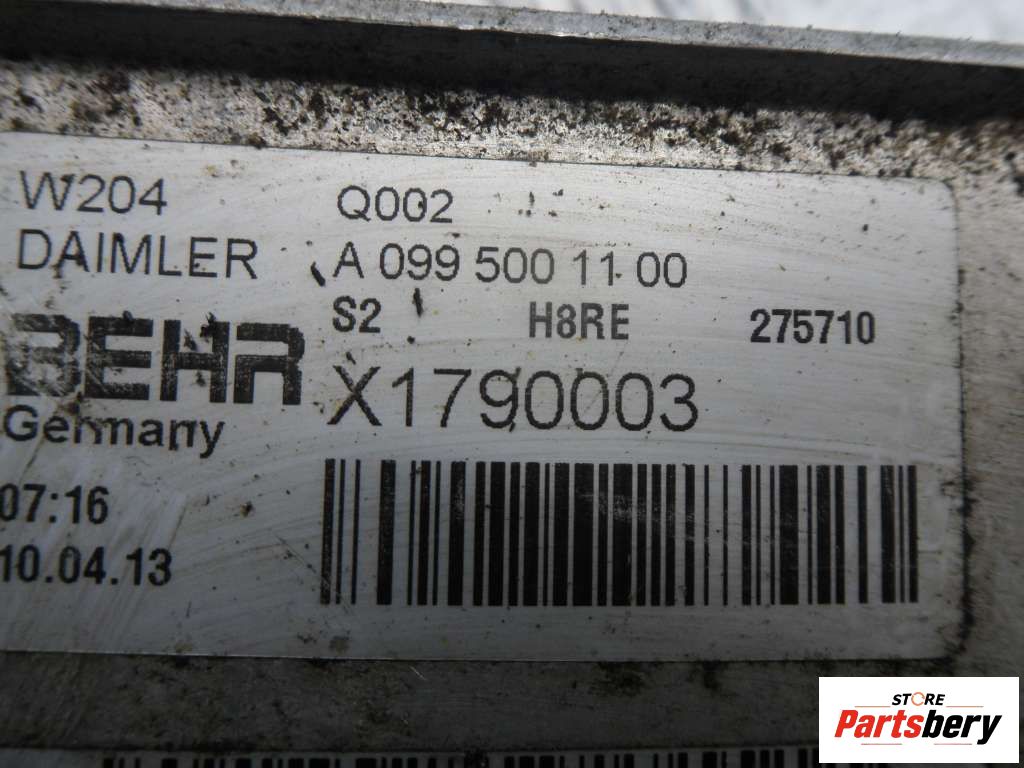 W204 Q002
DAIMLER A 099 500 11 00
S2 H8RE 275710
BEHR X1790003
Germany
07:16
10.04.13
STORE
Partsbery